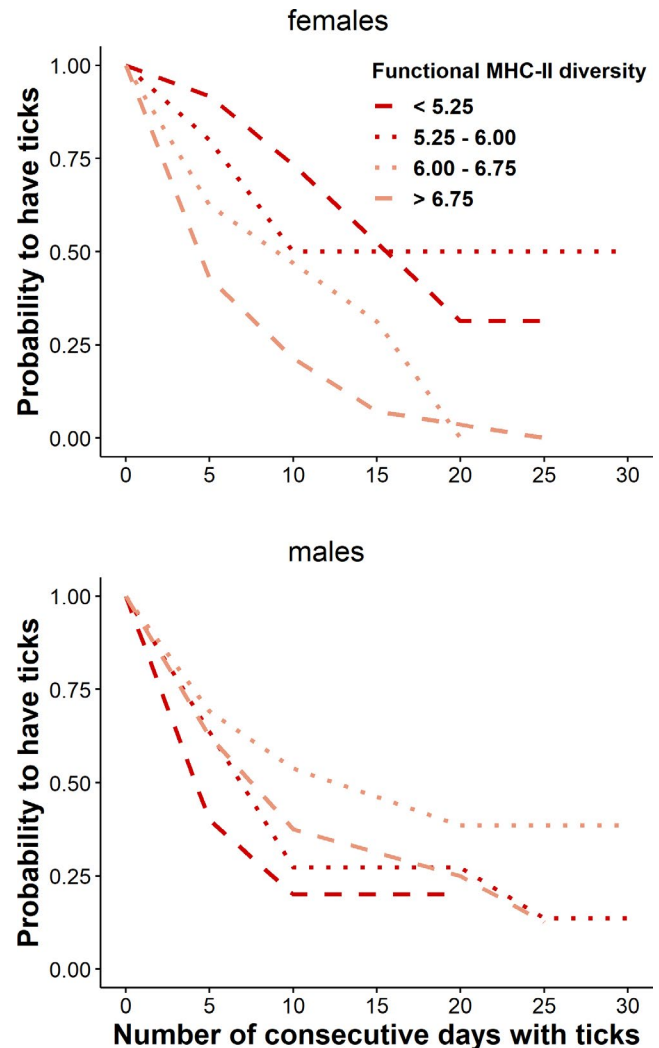 females
Probability to have ticks
1.00
0.75
0.50
0.25
0.00
Functional MHC-II diversity
< 5.25
5.25 - 6.00
6.00 - 6.75
> 6.75
0 5 10 15 20 25 30
males
Probability to have ticks
1.00
0.75
0.50
0.25
0.00
0 5 10 15 20 25 30
Number of consecutive days with ticks